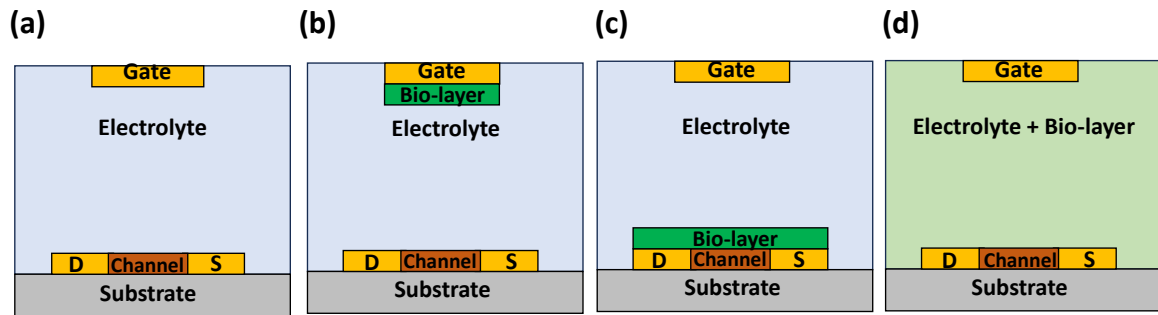 (a)
Gate
Electrolyte
D Channel S
Substrate
(b)
Gate
Bio-layer
Electrolyte
D Channel S
Substrate
(c)
Gate
Electrolyte
Bio-layer
D Channel S
Substrate
(d)
Gate
Electrolyte + Bio-layer
D Channel S
Substrate